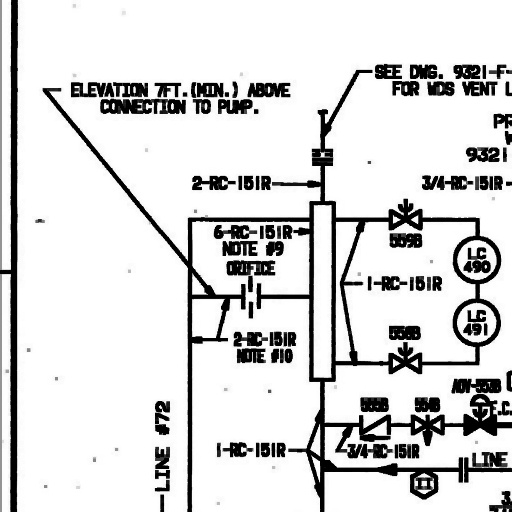 SEE DWG. 9321-F-
FOR WDS VENT L
ELEVATION 7FT.(MIN.) ABOVE
CONNECTION TO PUMP.
PR
9321
2-RC-151R
3/4-RC-151R
6-RC-151R
NOTE #9
ORIFICE
559B
LC
490
1-RC-151R
LC
491
2-RC-151R
NOTE #10
558B
AOV-553B
F.C.
555B
554B
LINE #72
1-RC-151R
3/4-RC-151R
LINE
II